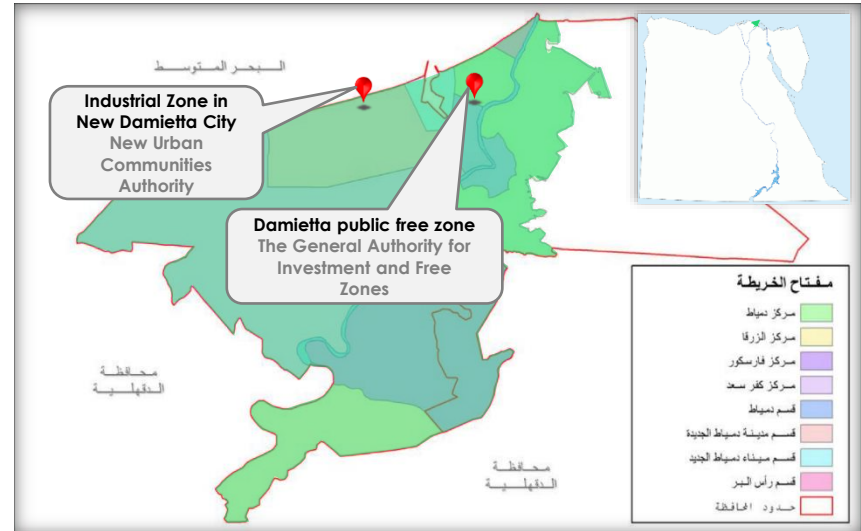 البحر المتوسط
Industrial Zone in
New Damietta City
New Urban
Communities
Authority
Damietta public free zone
The General Authority for
Investment and Free
Zones
محافظة
الدقهلية
محافظة
الدقهلية
مفتاح الخريطة
مركز دمياط
مركز الزرقا
مركز فارسكور
مركز كفر سعد
قسم دمياط
قسم مدينة دمياط الجديدة
قسم ميناء دمياط الجديد
قسم رأس البر
حدود المحافظة